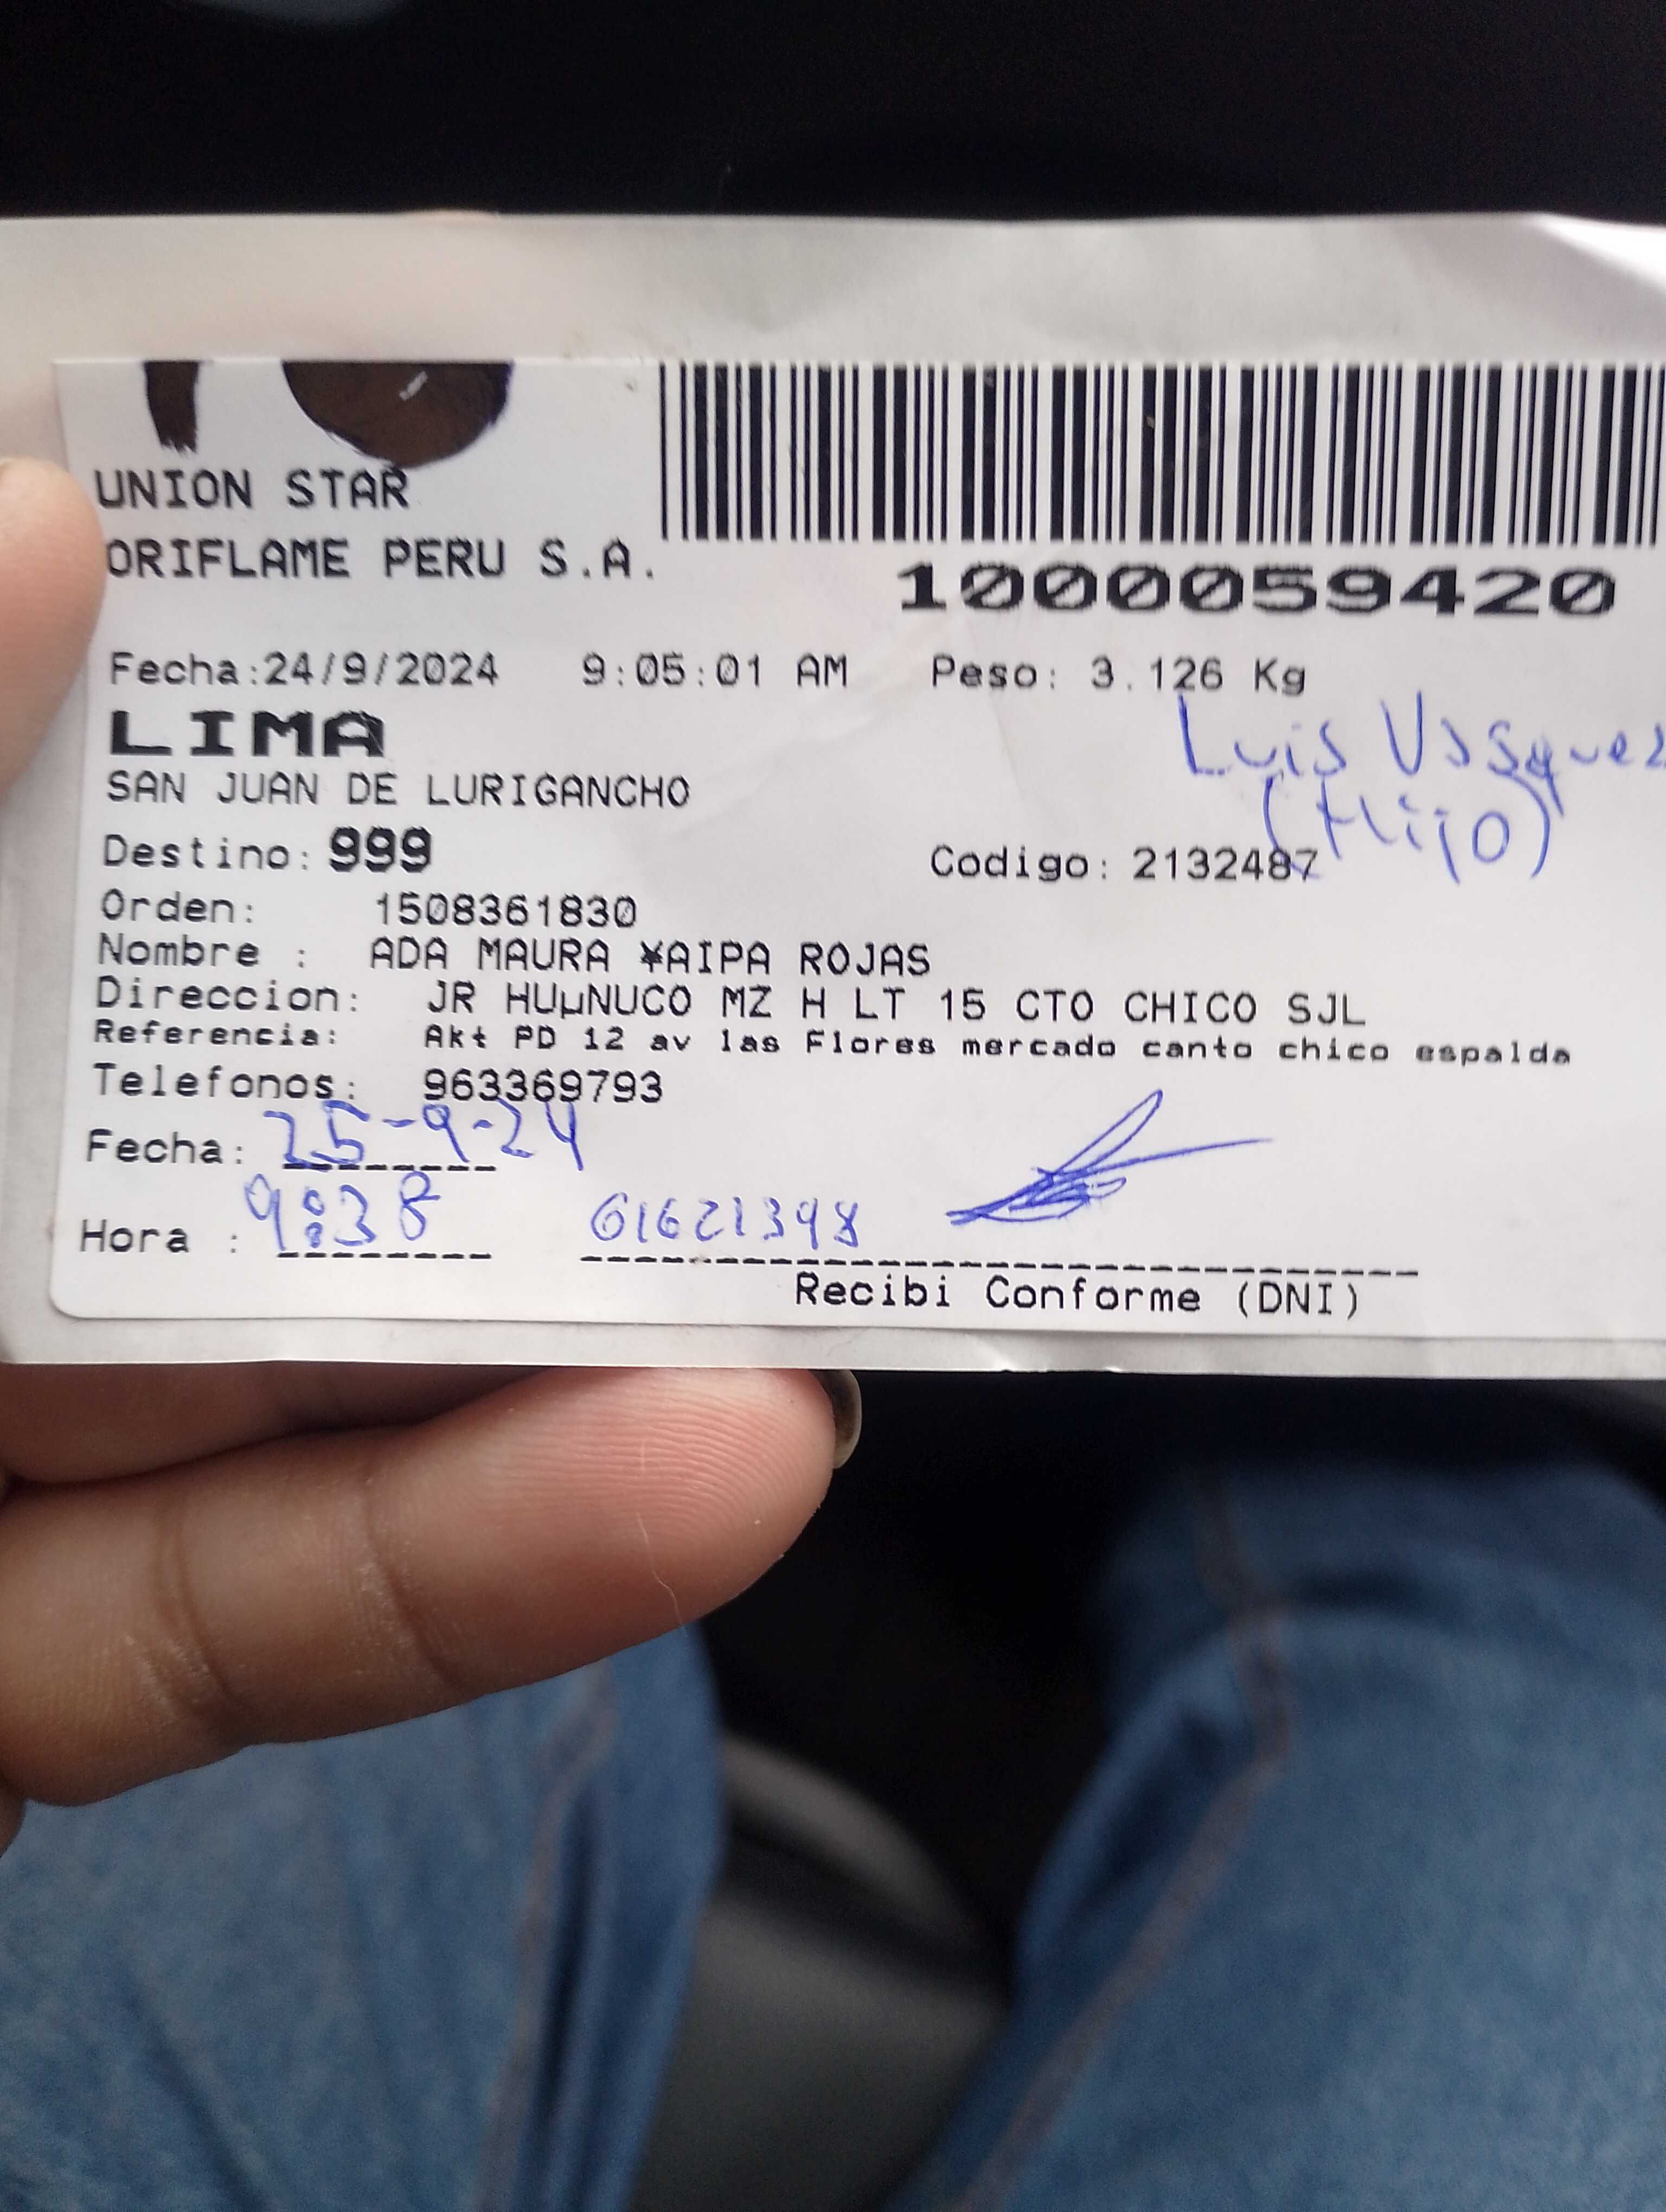 UNION STAR
ORIFLAME PERU S.A.
1000059420
Fecha:24/9/2024 9:05:01 AM Peso: 3.126 Kg
LIMA
Luis Vasquez
SAN JUAN DE LURIGANCHO
(Hijo)
Destino: 999 Codigo: 2132487
Orden: 1508361830
Nombre : ADA MAURA ¥AIPA ROJAS
Direccion: JR HUµNUCO MZ H LT 15 CTO CHICO SJL
Referencia: Akt PD 12 av las Flores mercado canto chico espalda
Telefonos: 963369793
Fecha: 25-9-24
Hora : 9:38 61621398
Recibi Conforme (DNI)